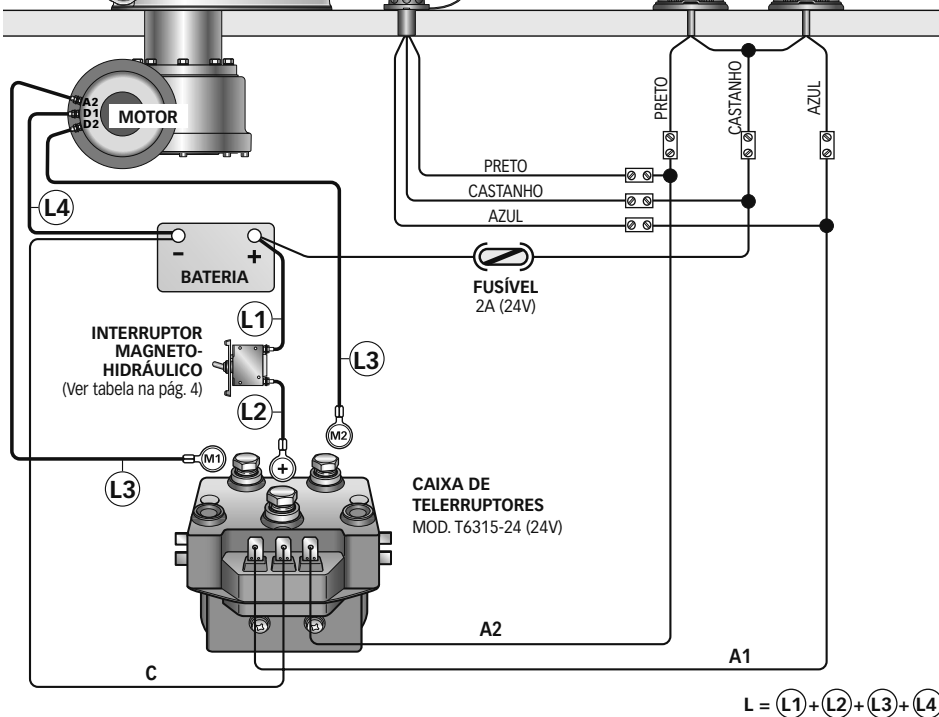 A2
D1
D2
MOTOR
PRETO
CASTANHO
AZUL
PRETO
CASTANHO
AZUL
L4
-
+
BATERIA
FUSÍVEL
2A (24V)
L1
INTERRUPTOR
MAGNETO-
HIDRÁULICO
(Ver tabela na pág. 4)
L3
L2
M2
M1
+
L3
CAIXA DE
TELERRUPTORES
MOD. T6315-24 (24V)
A2
A1
C
L = L1+L2+L3+L4